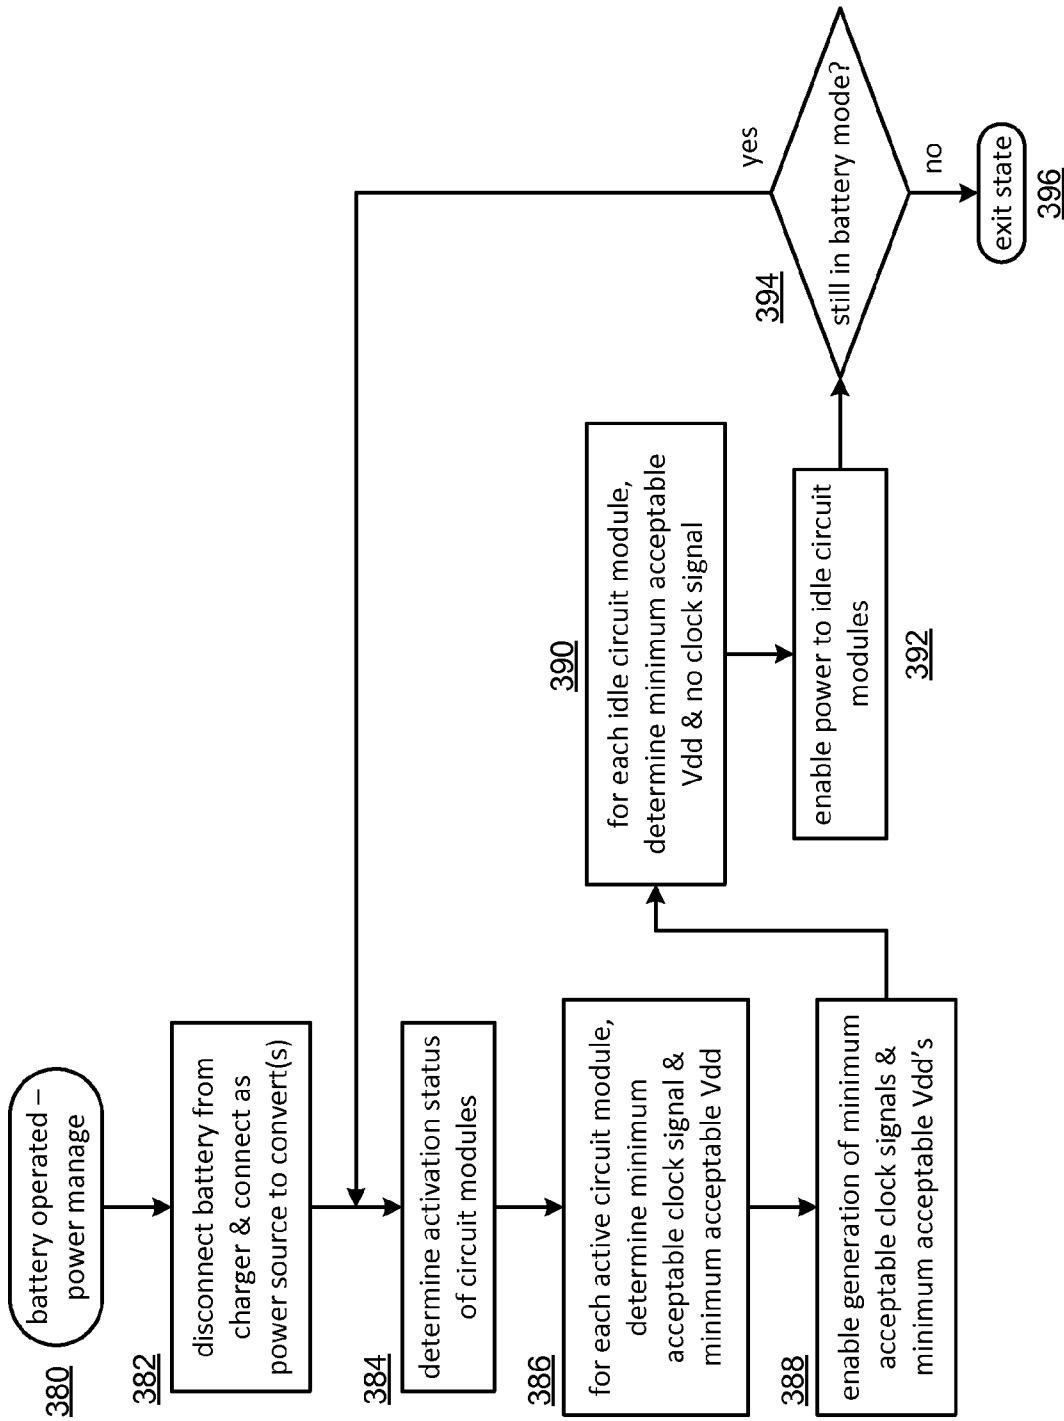 380
battery operated –
power manage
382
disconnect battery from
charger & connect as
power source to convert(s)
384
determine activation status
of circuit modules
386
for each active circuit module,
determine minimum
acceptable clock signal &
minimum acceptable Vdd
388
enable generation of minimum
acceptable clock signals &
minimum acceptable Vdd's
390
for each idle circuit module,
determine minimum acceptable
Vdd & no clock signal
392
enable power to idle circuit
modules
394
still in battery mode?
yes
no
exit state
396